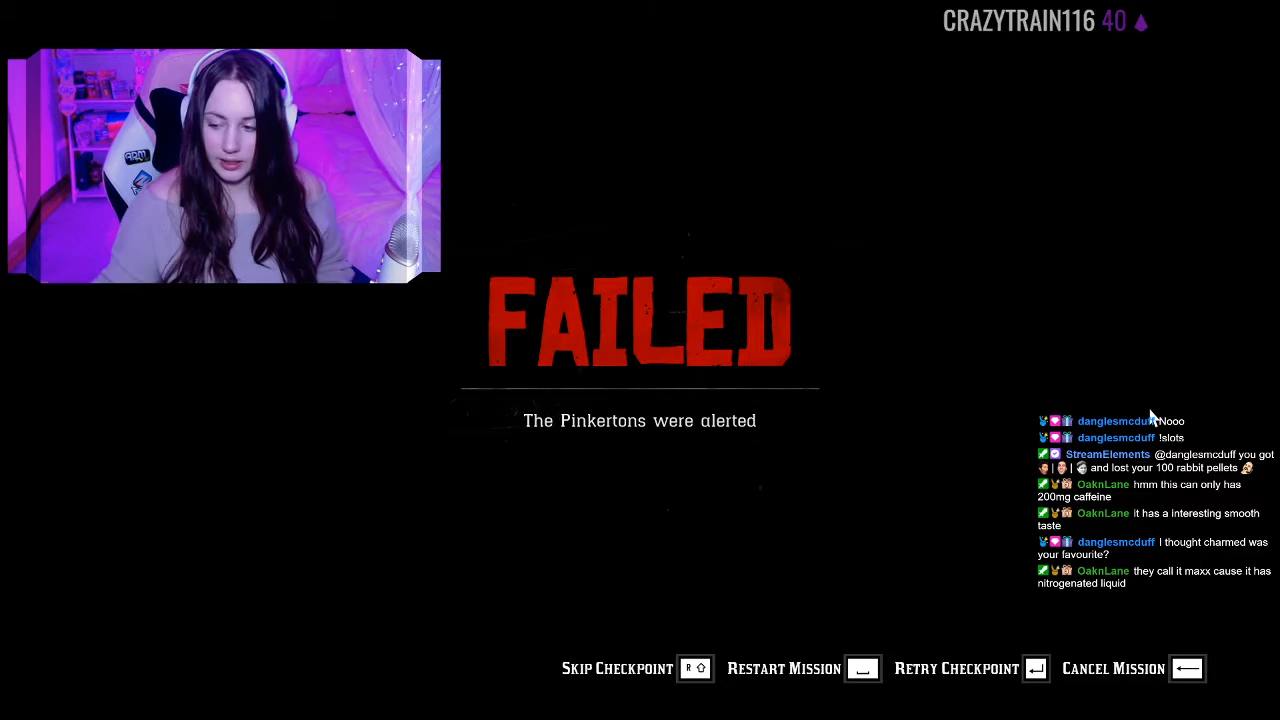 CRAZYTRAIN116 40
FAILED
The Pinkertons were alerted
danglesmcduff Nooo
danglesmcduff !slots
StreamElements @danglesmcduff you got
| | and lost your 100 rabbit pellets
OaknLane hmm this can only has
200mg caffeine
OaknLane it has a interesting smooth
taste
danglesmcduff I thought charmed was
your favourite?
OaknLane they call it maxx cause it has
nitrogenated liquid
SKIP CHECKPOINT R RESTART MISSION RETRY CHECKPOINT CANCEL MISSION